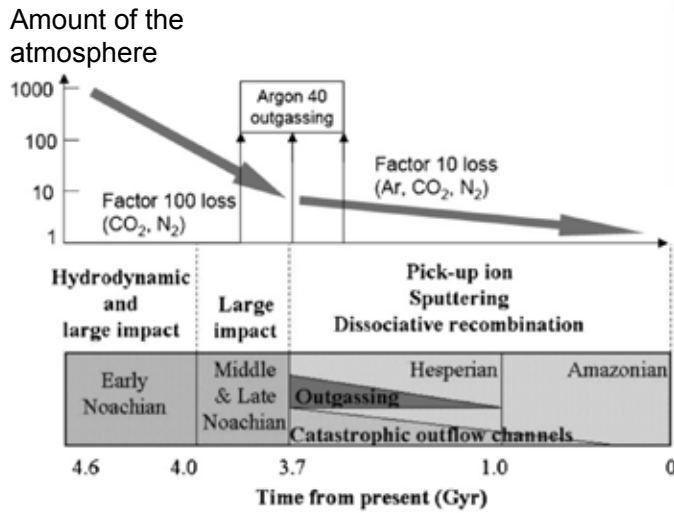 Amount of the
atmosphere
1000
100
10
1
Argon 40
outgassing
Factor 100 loss
(CO₂, N₂)
Factor 10 loss
(Ar, CO₂, N₂)
Hydrodynamic
and
large impact
Large
impact
Pick-up ion
Sputtering
Dissociative recombination
Early
Noachian
Middle
& Late
Noachian
Hesperian
Amazonian
Outgassing
Catastrophic outflow channels
4.6 4.0 3.7 1.0 0
Time from present (Gyr)